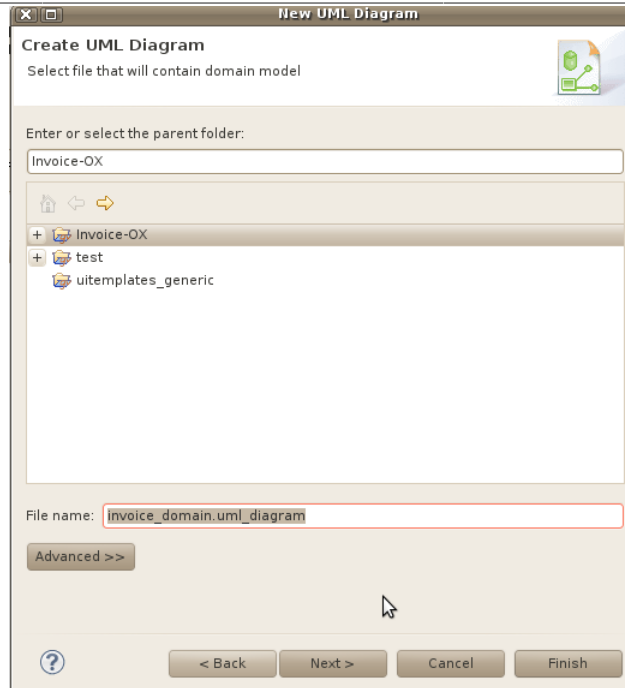 New UML Diagram
Create UML Diagram
Select file that will contain domain model
Enter or select the parent folder:
Invoice-OX
Invoice-OX
test
uitemplates_generic
File name: invoice_domain.uml_diagram
Advanced >>
? < Back Next > Cancel Finish